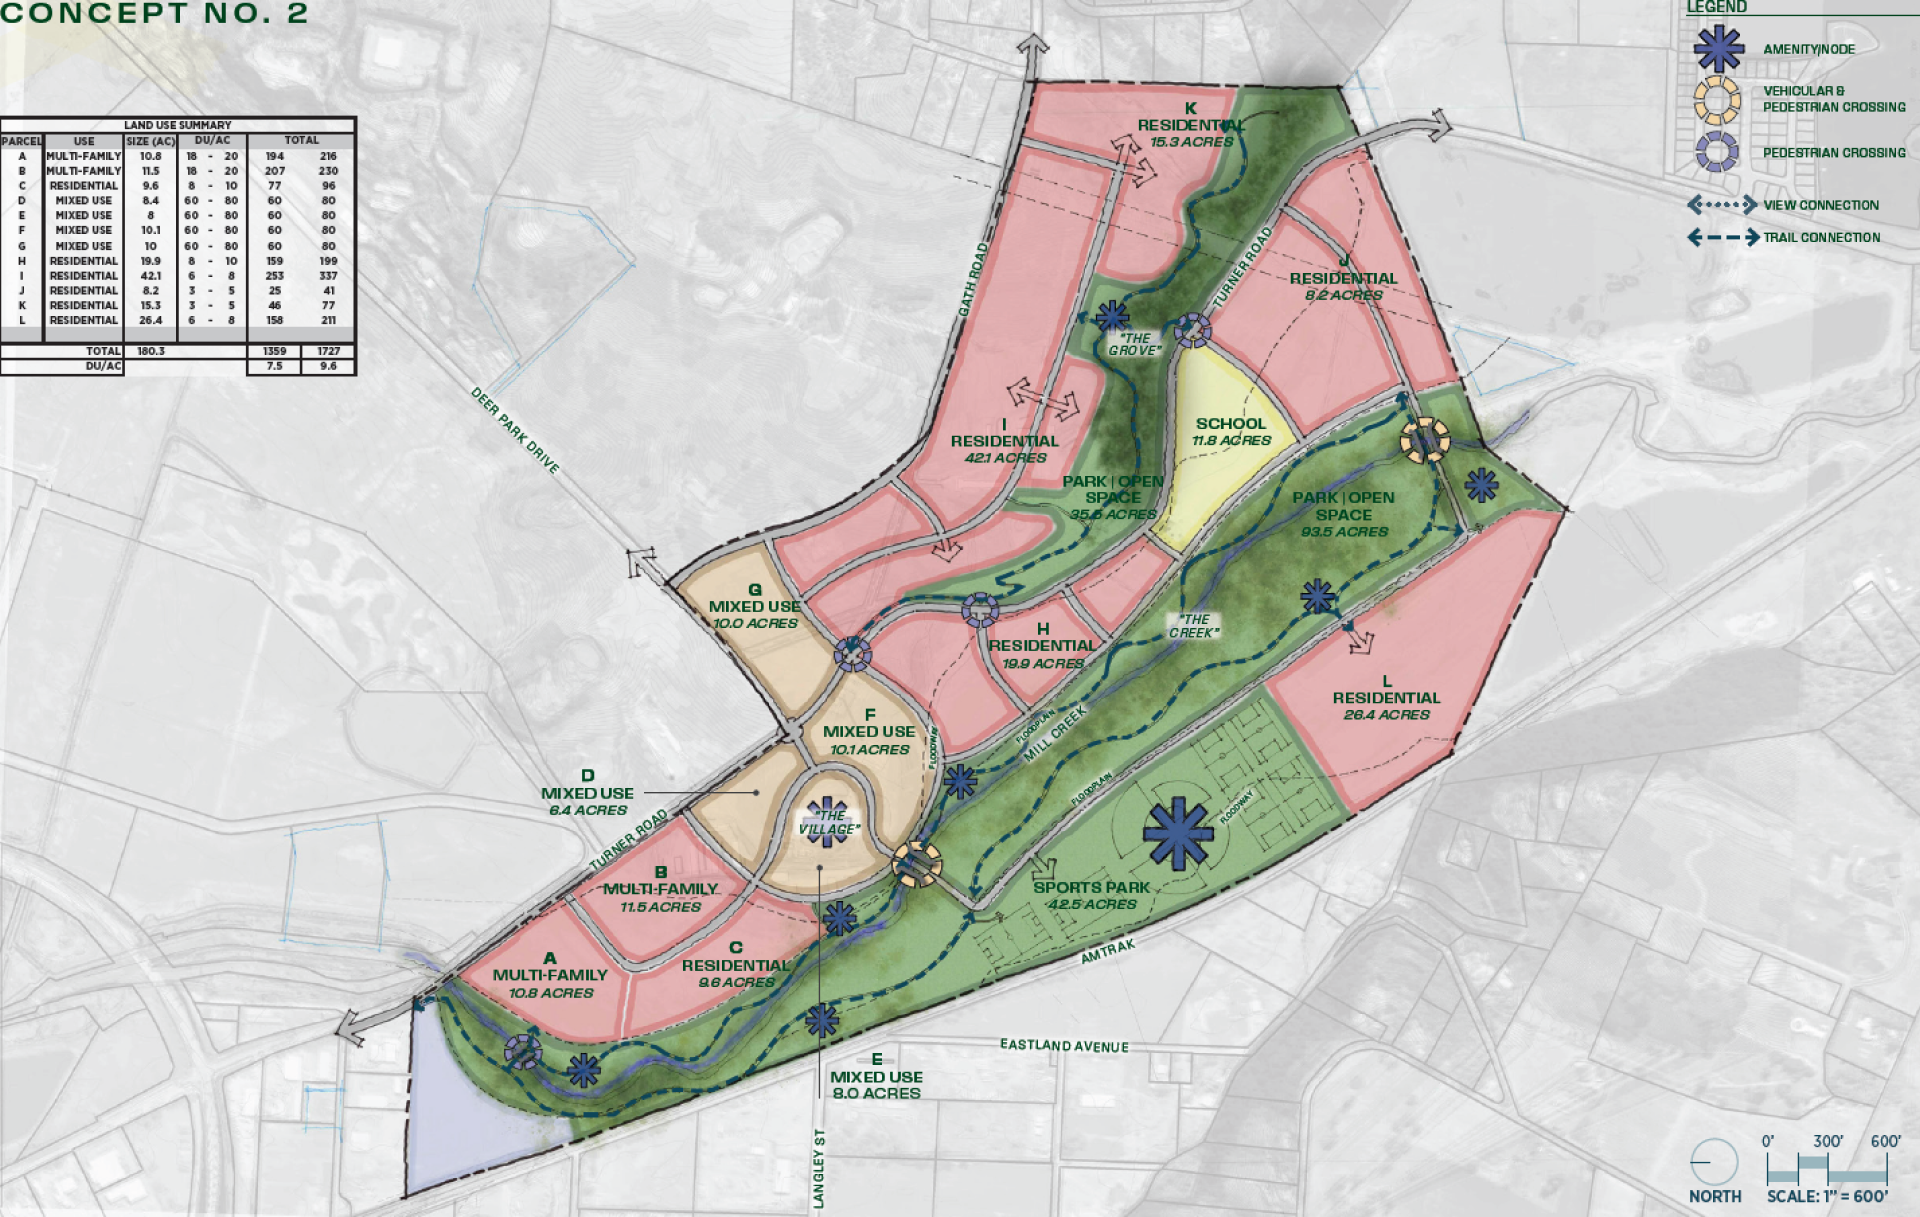 CONCEPT NO. 2
LAND USE SUMMARY
PARCEL USE SIZE (AC) DU/AC TOTAL
A MULTI-FAMILY 10.8 18 - 20 194 216
B MULTI-FAMILY 11.5 18 - 20 207 230
C RESIDENTIAL 9.6 8 - 10 77 96
D MIXED USE 8.4 60 - 80 60 80
E MIXED USE 8 60 - 80 60 80
F MIXED USE 10.1 60 - 80 60 80
G MIXED USE 10 60 - 80 60 80
H RESIDENTIAL 19.9 8 - 10 159 199
I RESIDENTIAL 42.1 6 - 8 253 337
J RESIDENTIAL 8.2 3 - 5 25 41
K RESIDENTIAL 15.3 3 - 5 46 77
L RESIDENTIAL 26.4 6 - 8 158 211
TOTAL 180.3 1359 1727
DU/AC 7.5 9.6
LEGEND
AMENITY|NODE
VEHICULAR &
PEDESTRIAN CROSSING
PEDESTRIAN CROSSING
VIEW CONNECTION
TRAIL CONNECTION
K
RESIDENTIAL
15.3 ACRES
GATH ROAD
TURNER ROAD
J
RESIDENTIAL
8.2 ACRES
"THE
GROVE"
DEER PARK DRIVE
I
RESIDENTIAL
42.1 ACRES
SCHOOL
11.8 ACRES
PARK | OPEN
SPACE
35.5 ACRES
PARK | OPEN
SPACE
93.5 ACRES
G
MIXED USE
10.0 ACRES
H
RESIDENTIAL
19.9 ACRES
"THE
CREEK"
L
RESIDENTIAL
26.4 ACRES
F
MIXED USE
10.1 ACRES
FLOODWAY
FLOODPLAIN
MILL CREEK
D
MIXED USE
6.4 ACRES
"THE
VILLAGE"
FLOODPLAIN
FLOODWAY
TURNER ROAD
B
MULTI-FAMILY
11.5 ACRES
SPORTS PARK
42.5 ACRES
AMTRAK
A
MULTI-FAMILY
10.8 ACRES
C
RESIDENTIAL
9.6 ACRES
EASTLAND AVENUE
E
MIXED USE
8.0 ACRES
LANGLEY ST
NORTH
0' 300' 600'
SCALE: 1" = 600'